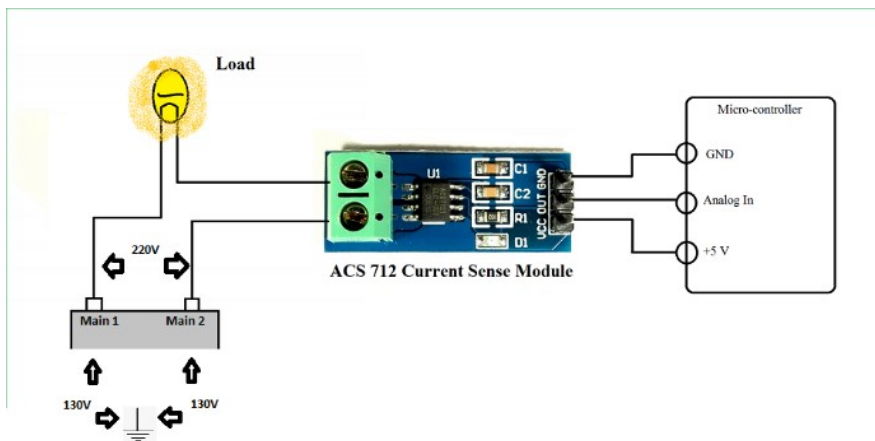 Load
Micro-controller
GND
Analog In
+5 V
U1
C1
C2
R1
D1
GND
OUT
VCC
ACS 712 Current Sense Module
220V
Main 1
Main 2
130V
130V